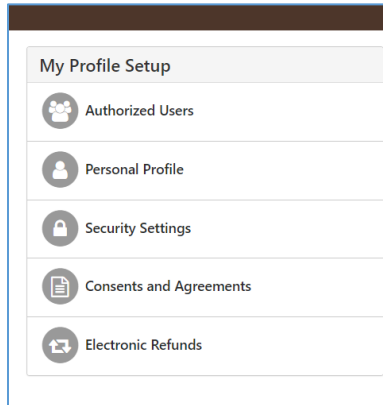 My Profile Setup
Authorized Users
Personal Profile
Security Settings
Consents and Agreements
Electronic Refunds